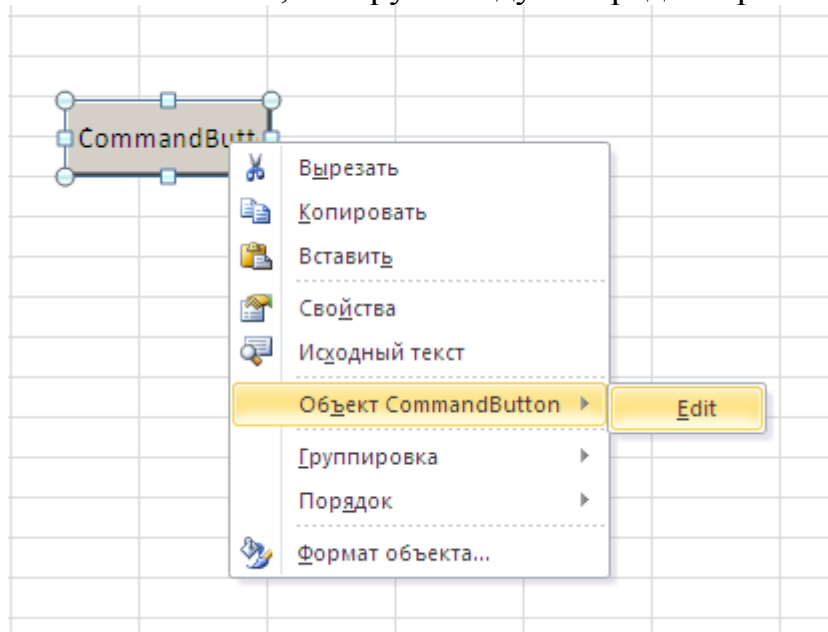 CommandButt
Вырезать
Копировать
Вставить
Свойства
Исходный текст
Объект CommandButton
Edit
Группировка
Порядок
Формат объекта...